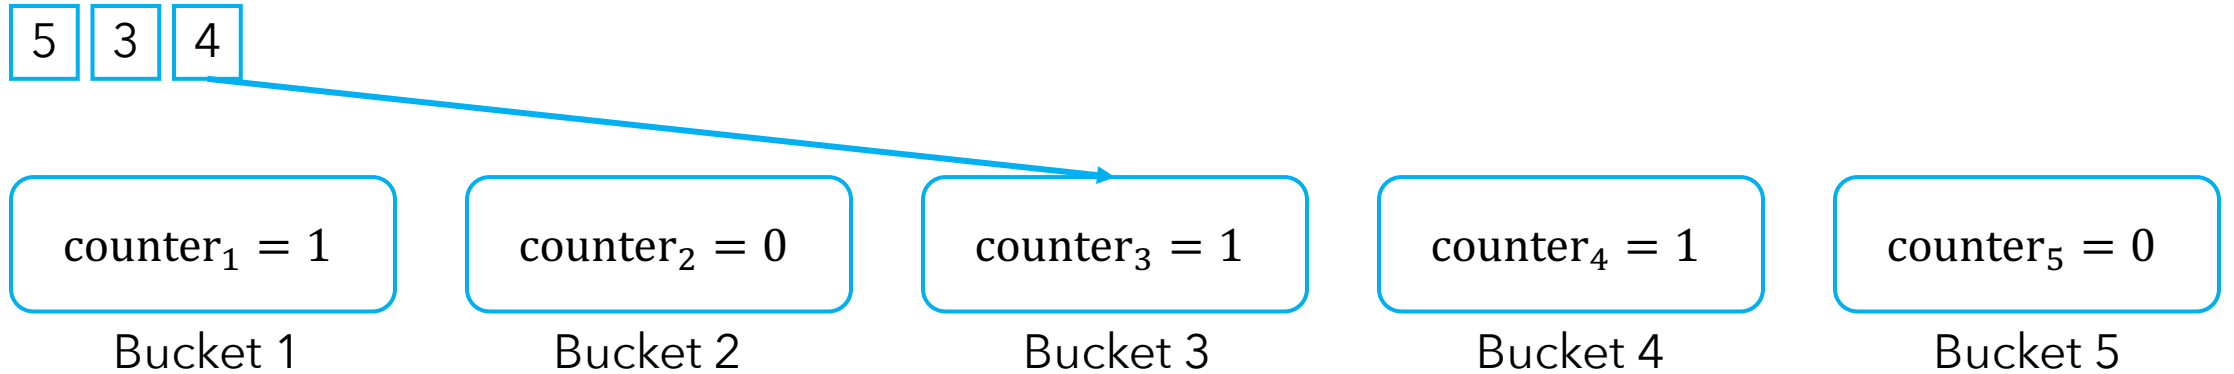 5 3 4
counter₁ = 1 counter₂ = 0 counter₃ = 1 counter₄ = 1 counter₅ = 0
Bucket 1 Bucket 2 Bucket 3 Bucket 4 Bucket 5